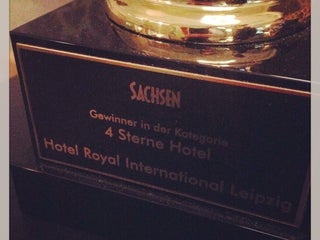 SACHSEN
Gewinner in der Kategorie
4 Sterne Hotel
Hotel Royal International Leipzig